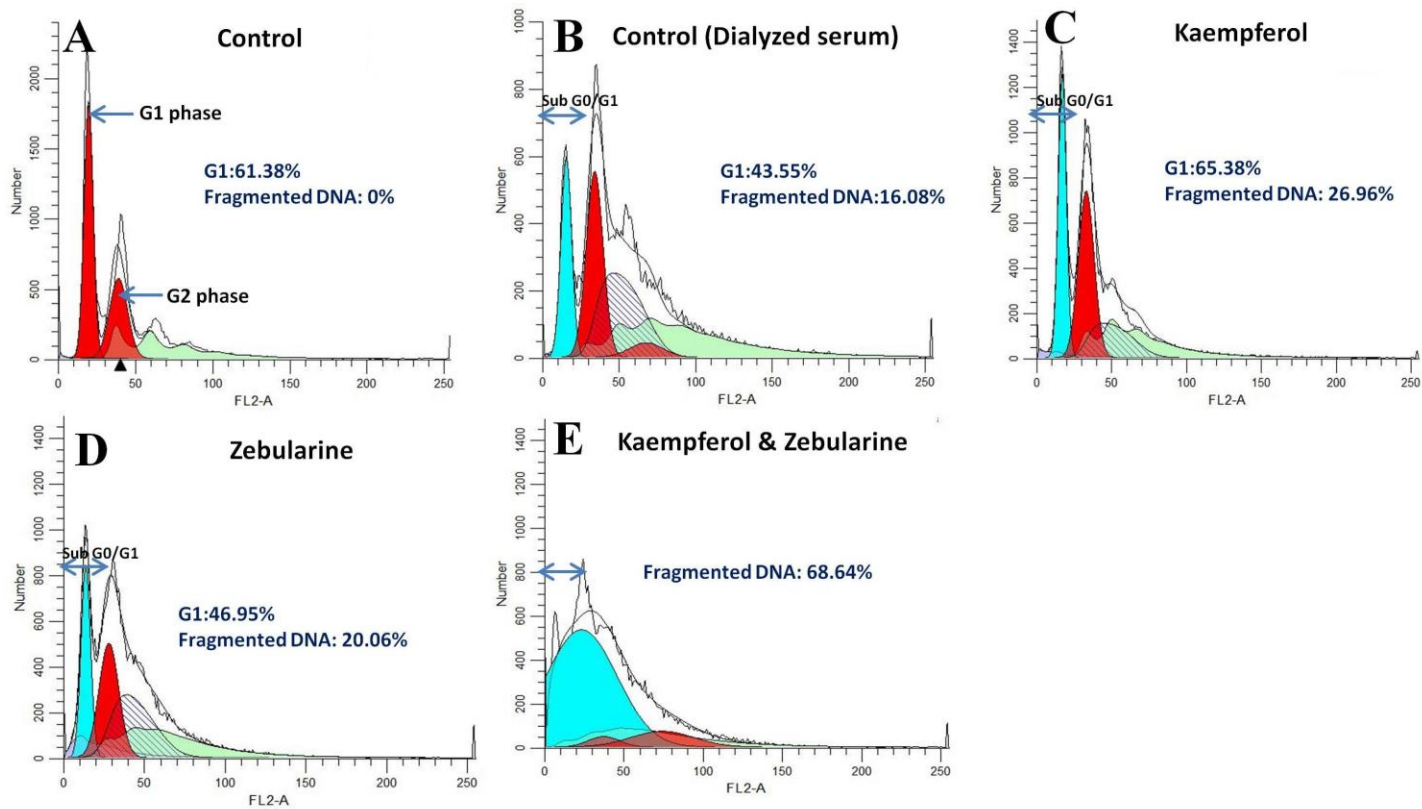 A
Control
2000
1500
1000
500
0
Number
G1 phase
G2 phase
G1:61.38%
Fragmented DNA: 0%
0 50 100 150 200 250
FL2-A
B
Control (Dialyzed serum)
1000
800
600
400
200
0
Number
Sub G0/G1
G1:43.55%
Fragmented DNA:16.08%
0 50 100 150 200 250
FL2-A
C
Kaempferol
1400
1200
1000
800
600
400
200
0
Number
Sub G0/G1
G1:65.38%
Fragmented DNA: 26.96%
0 50 100 150 200 250
FL2-A
D
Zebularine
1400
1200
1000
800
600
400
200
0
Number
Sub G0/G1
G1:46.95%
Fragmented DNA: 20.06%
0 50 100 150 200 250
FL2-A
E
Kaempferol & Zebularine
1400
1200
1000
800
600
400
200
0
Number
Fragmented DNA: 68.64%
0 50 100 150 200 250
FL2-A